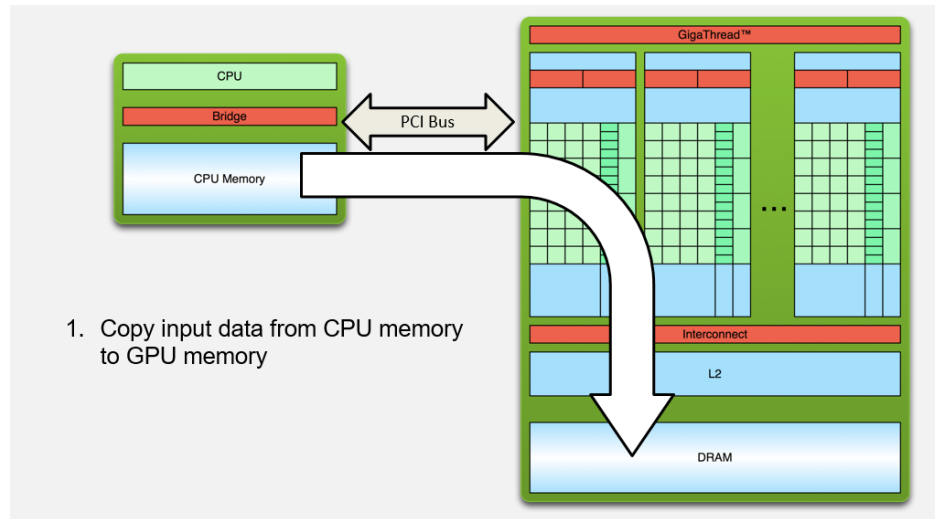 GigaThread™
CPU
Bridge
PCI Bus
CPU Memory
...
1. Copy input data from CPU memory
to GPU memory
Interconnect
L2
DRAM